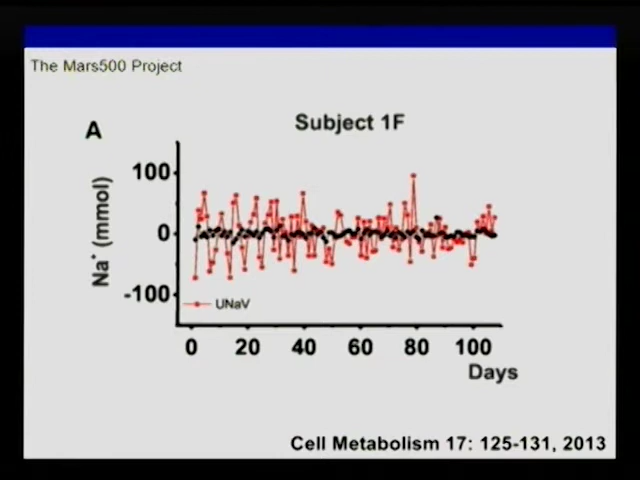 The Mars500 Project
A
Subject 1F
100
0
-100
Na⁺ (mmol)
UNaV
0 20 40 60 80 100
Days
Cell Metabolism 17: 125-131, 2013